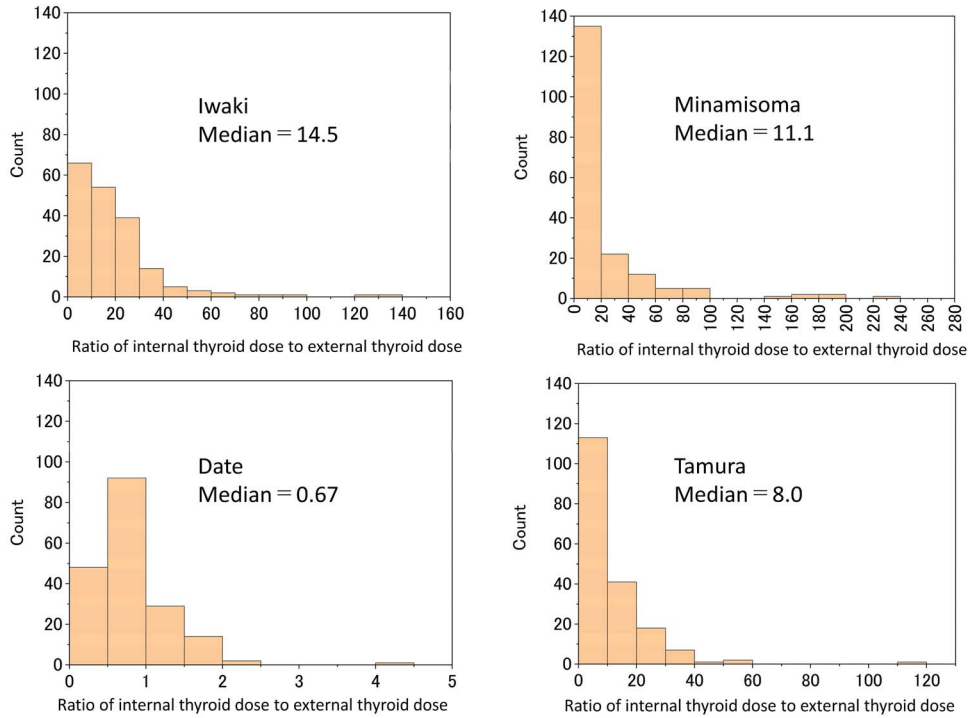 140
120
100
80
60
40
20
0
Count
Iwaki
Median = 14.5
0 20 40 60 80 100 120 140 160
Ratio of internal thyroid dose to external thyroid dose
140
120
100
80
60
40
20
0
Count
Minamisoma
Median = 11.1
0 20 40 60 80 100 120 140 160 180 200 220 240 260 280
Ratio of internal thyroid dose to external thyroid dose
140
120
100
80
60
40
20
0
Count
Date
Median = 0.67
0 1 2 3 4 5
Ratio of internal thyroid dose to external thyroid dose
140
120
100
80
60
40
20
0
Count
Tamura
Median = 8.0
0 20 40 60 80 100 120
Ratio of internal thyroid dose to external thyroid dose